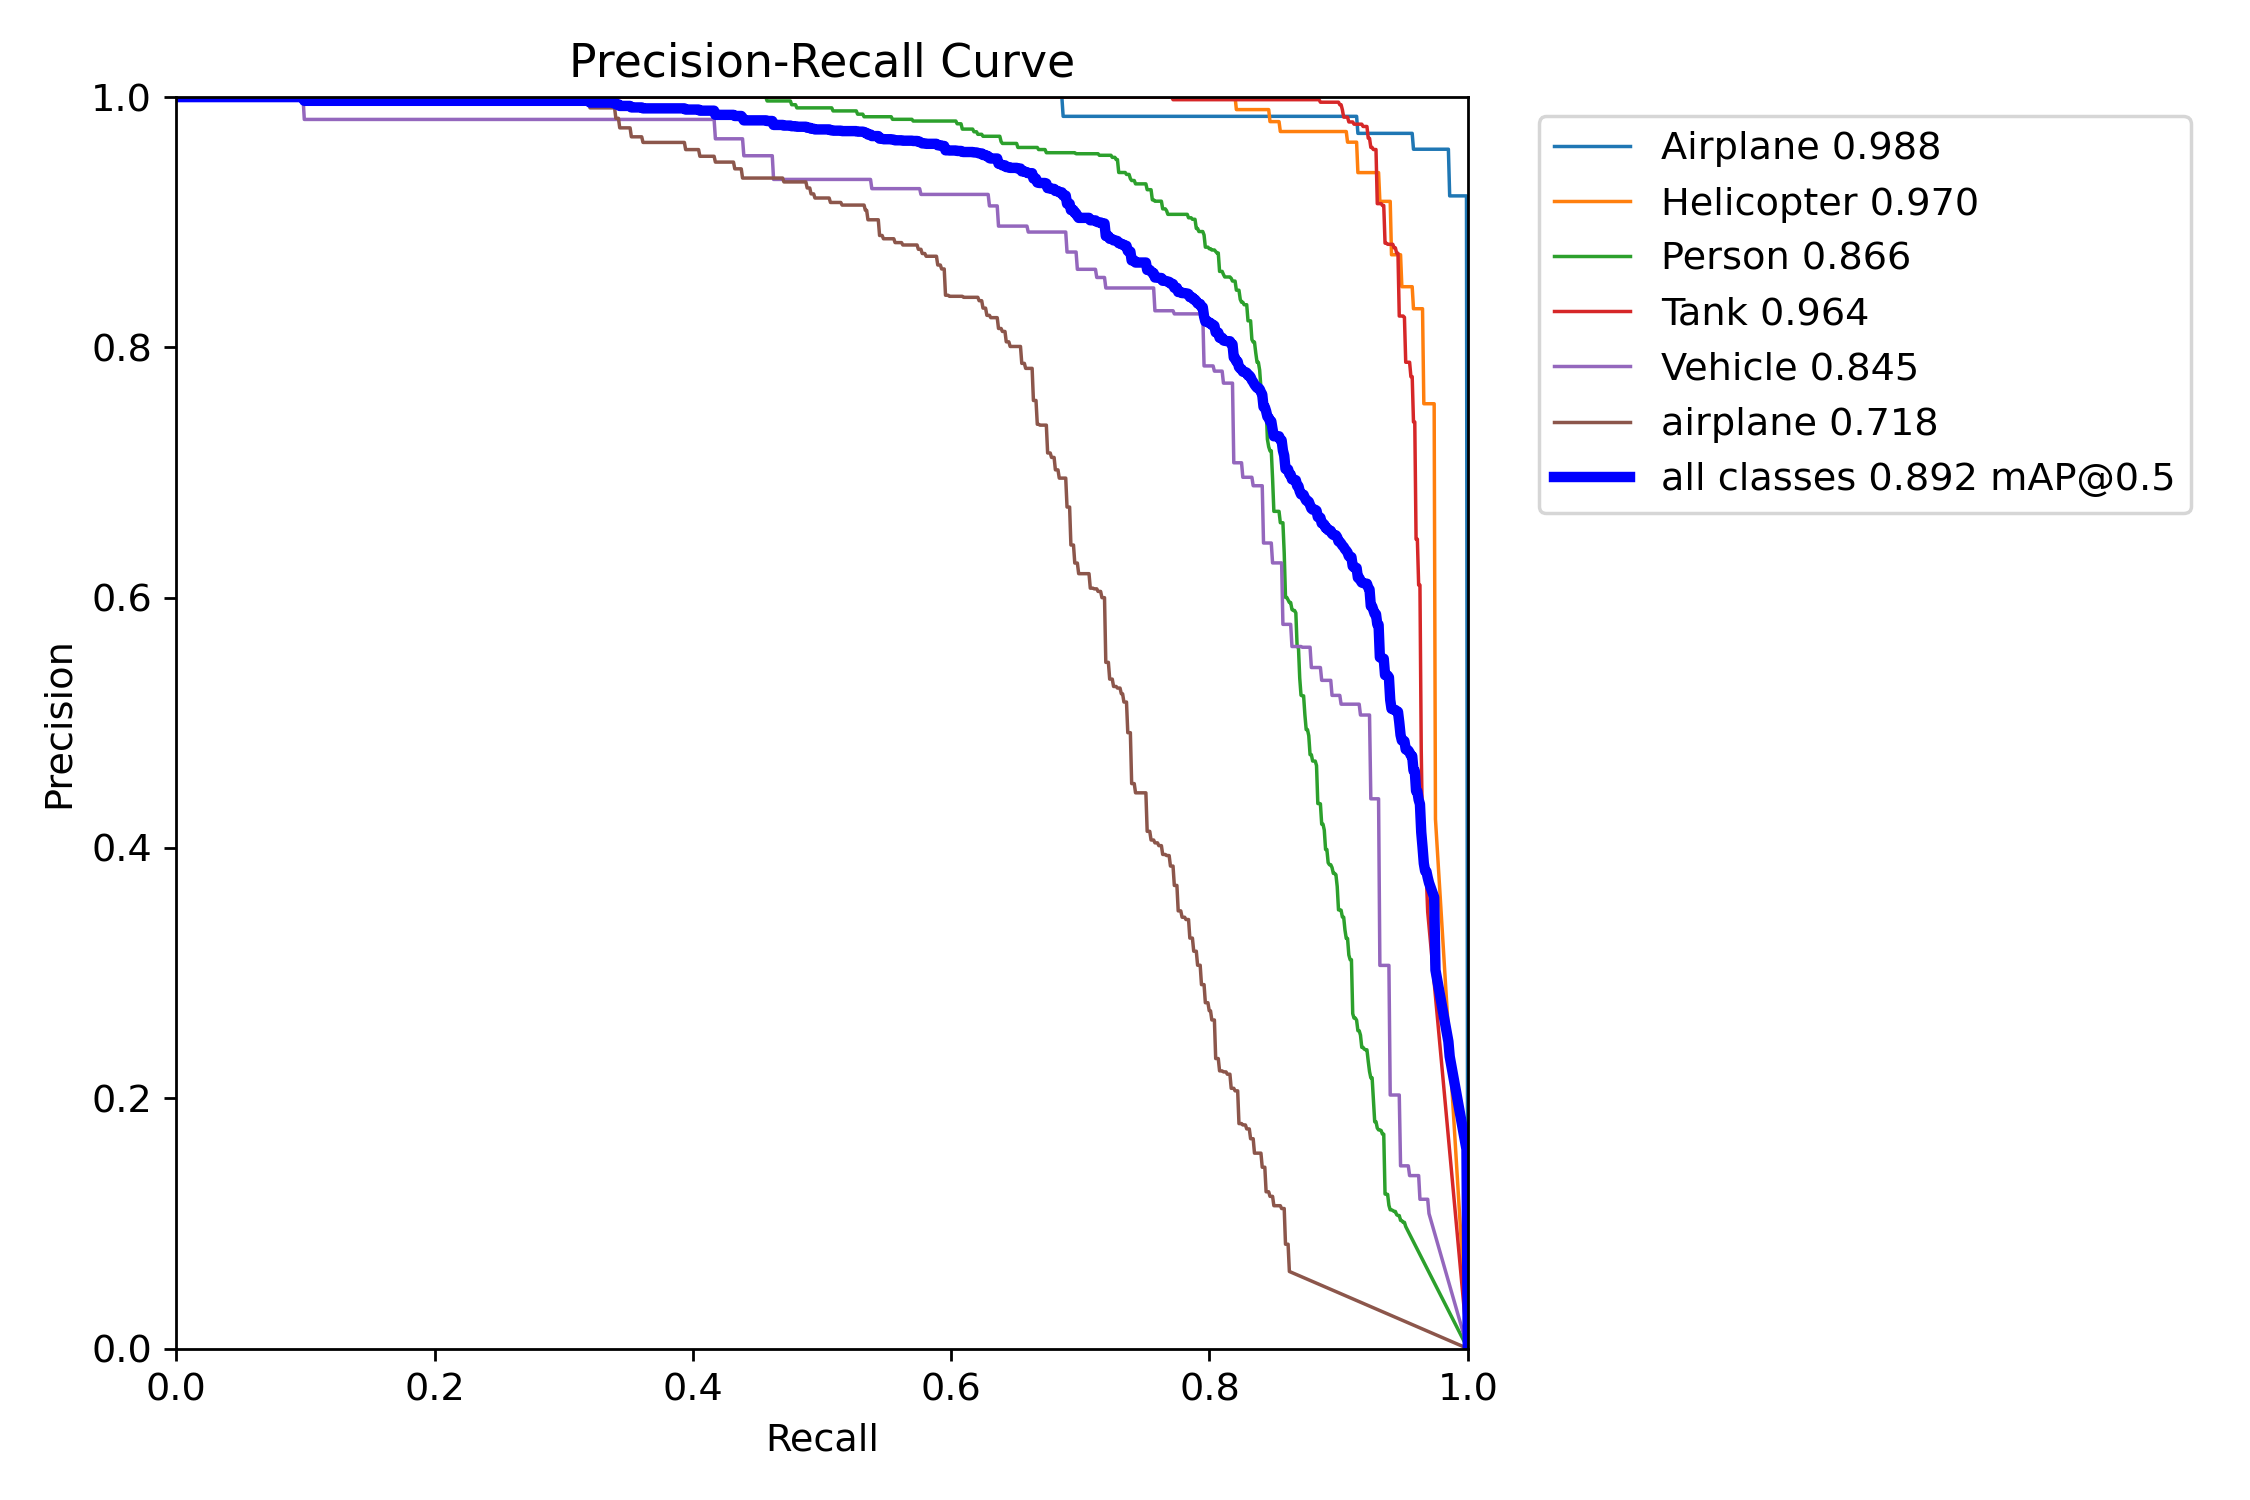 Precision-Recall Curve
1.0
0.8
0.6
0.4
0.2
0.0
Precision
0.0 0.2 0.4 0.6 0.8 1.0
Recall
Airplane 0.988
Helicopter 0.970
Person 0.866
Tank 0.964
Vehicle 0.845
airplane 0.718
all classes 0.892 mAP@0.5